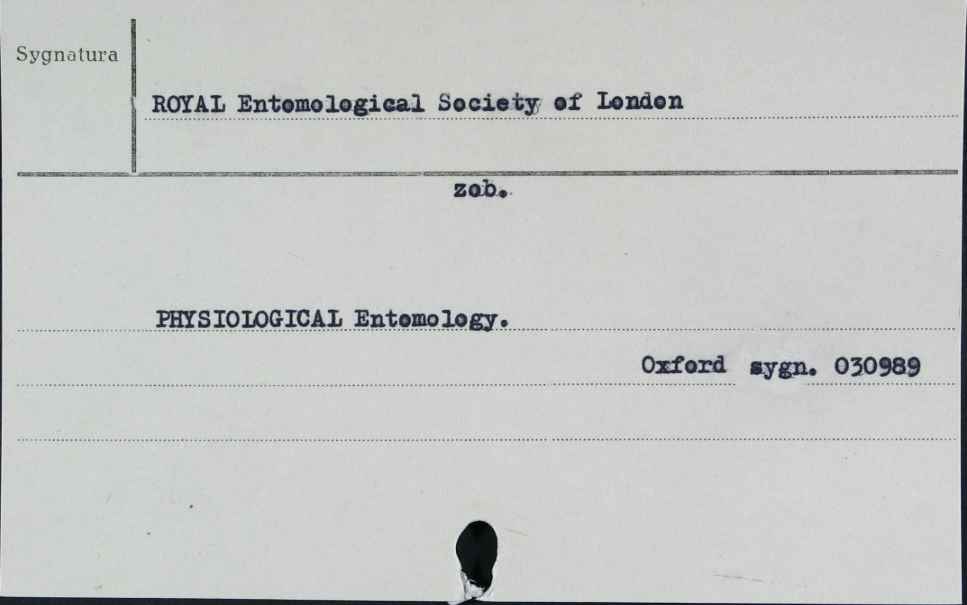 Sygnatura
ROYAL Entomological Society of London
zob.
PHYSIOLOGICAL Entomology.
Oxford sygn. 030989